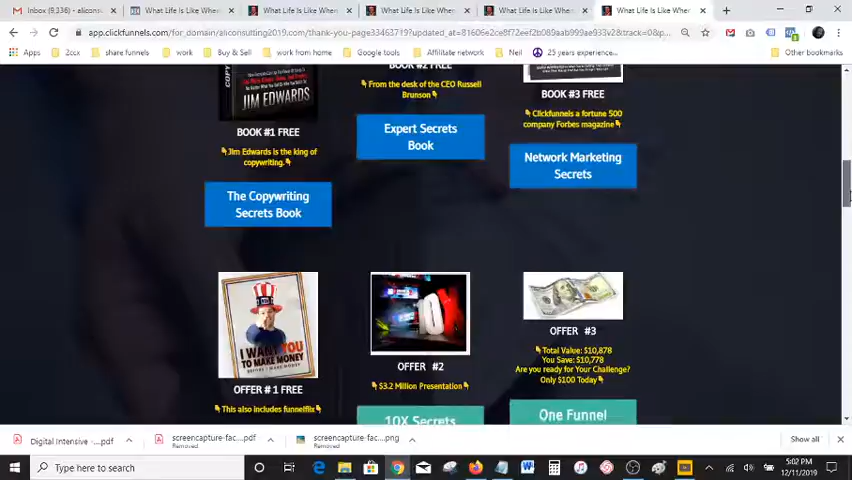 Inbox (9,336) - aliconsu
What Life Is Like When
What Life Is Like When
What Life Is Like When
What Life Is Like When
What Life Is Like When
app.clickfunnels.com/for_domain/aliconsulting2019.com/thank-you-page33463719?updated_at=81606e2ce8f72eef2b089aab999ae933v2&track=0&p
Apps
2ccx
share funnels
work
Buy & Sell
work from home
Google tools
Affiliate network
Neil
25 years experience...
Other bookmarks
COPY
JIM EDWARDS
BOOK #1 FREE
Jim Edwards is the king of
copywriting.
The Copywriting
Secrets Book
BOOK #2 FREE
From the desk of the CEO Russell
Brunson
Expert Secrets
Book
BOOK #3 FREE
Clickfunnels a fortune 500
company Forbes magazine
Network Marketing
Secrets
I WANT YOU
TO MAKE MONEY
OFFER # 1 FREE
This also includes funnelflix
OFFER #2
$3.2 Million Presentation
10X Secrets
OFFER #3
Total Value: $10,878
You Save: $10,778
Are you ready for Your Challenge?
Only $100 Today
One Funnel
Digital Intensive -....pdf
screencapture-fac....pdf
Removed
screencapture-fac....png
Removed
Show all
Type here to search
5:02 PM
12/11/2019